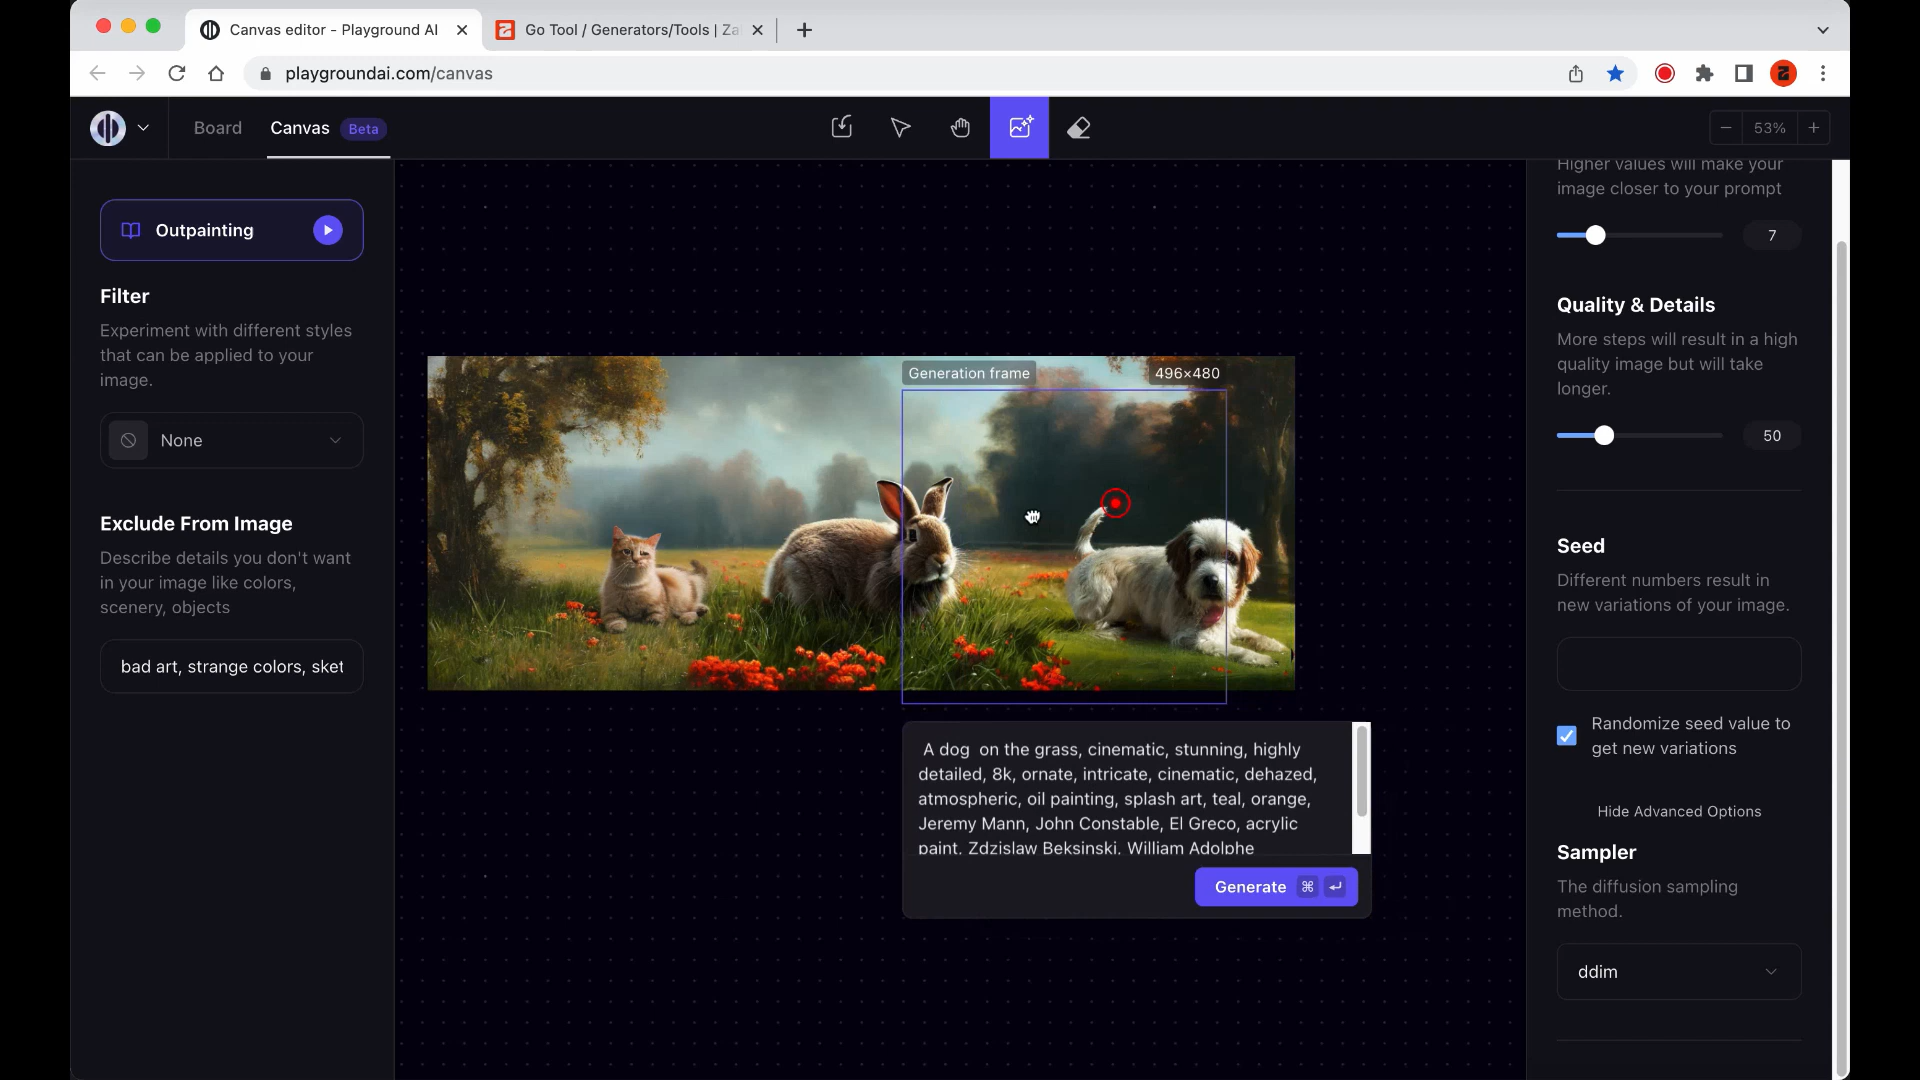 Canvas editor - Playground AI
Go Tool / Generators/Tools | Za
playgroundai.com/canvas
Board
Canvas
Beta
53%
Outpainting
Filter
Experiment with different styles
that can be applied to your
image.
None
Exclude From Image
Describe details you don't want
in your image like colors,
scenery, objects
bad art, strange colors, sket
Generation frame
496×480
A dog on the grass, cinematic, stunning, highly
detailed, 8k, ornate, intricate, cinematic, dehazed,
atmospheric, oil painting, splash art, teal, orange,
Jeremy Mann, John Constable, El Greco, acrylic
paint, Zdzislaw Beksinski, William Adolphe
Generate ⌘ ↵
Higher values will make your
image closer to your prompt
7
Quality & Details
More steps will result in a high
quality image but will take
longer.
50
Seed
Different numbers result in
new variations of your image.
Randomize seed value to
get new variations
Hide Advanced Options
Sampler
The diffusion sampling
method.
ddim